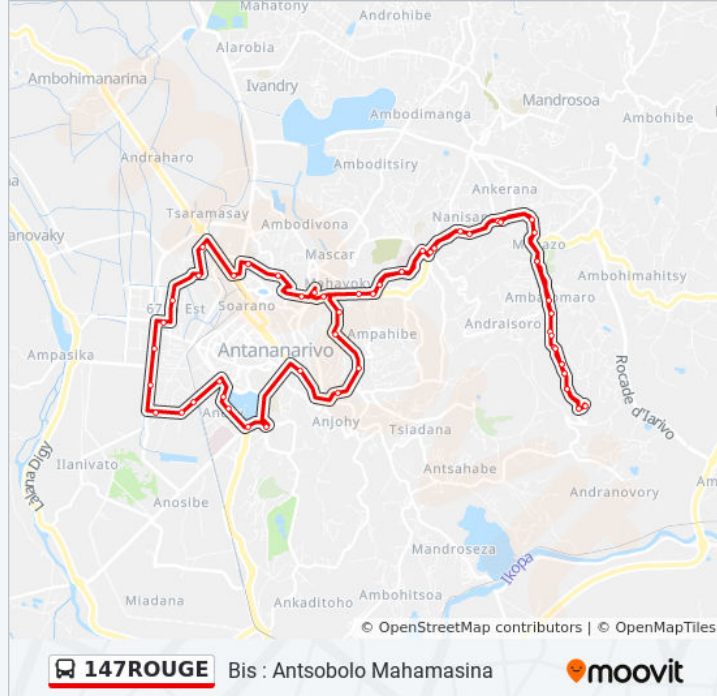 Mahatony
Androhibe
Alarobia
Ambohimanarina
Ivandry
Mandrosoa
Ambodimanga
Ambohibe
Andraharo
Amboditsiry
Ankerana
Tsaramasay
Nanisana
Ambodivona
anovaky
Mascar
Ambohimahitsy
Soarano
Andraisoro
Ampahibe
Ampasika
Antananarivo
Rocade d'Iarivo
Anjohy
Tsiadana
Ilanivato
Antsahabe
Làlana Digy
Andranovory
Anosibe
Mandroseza
Ikopa
Miadana
Ankaditoho
Ambohitsoa
© OpenStreetMap contributors | © OpenMapTiles
147ROUGE Bis : Antsobolo Mahamasina moovit